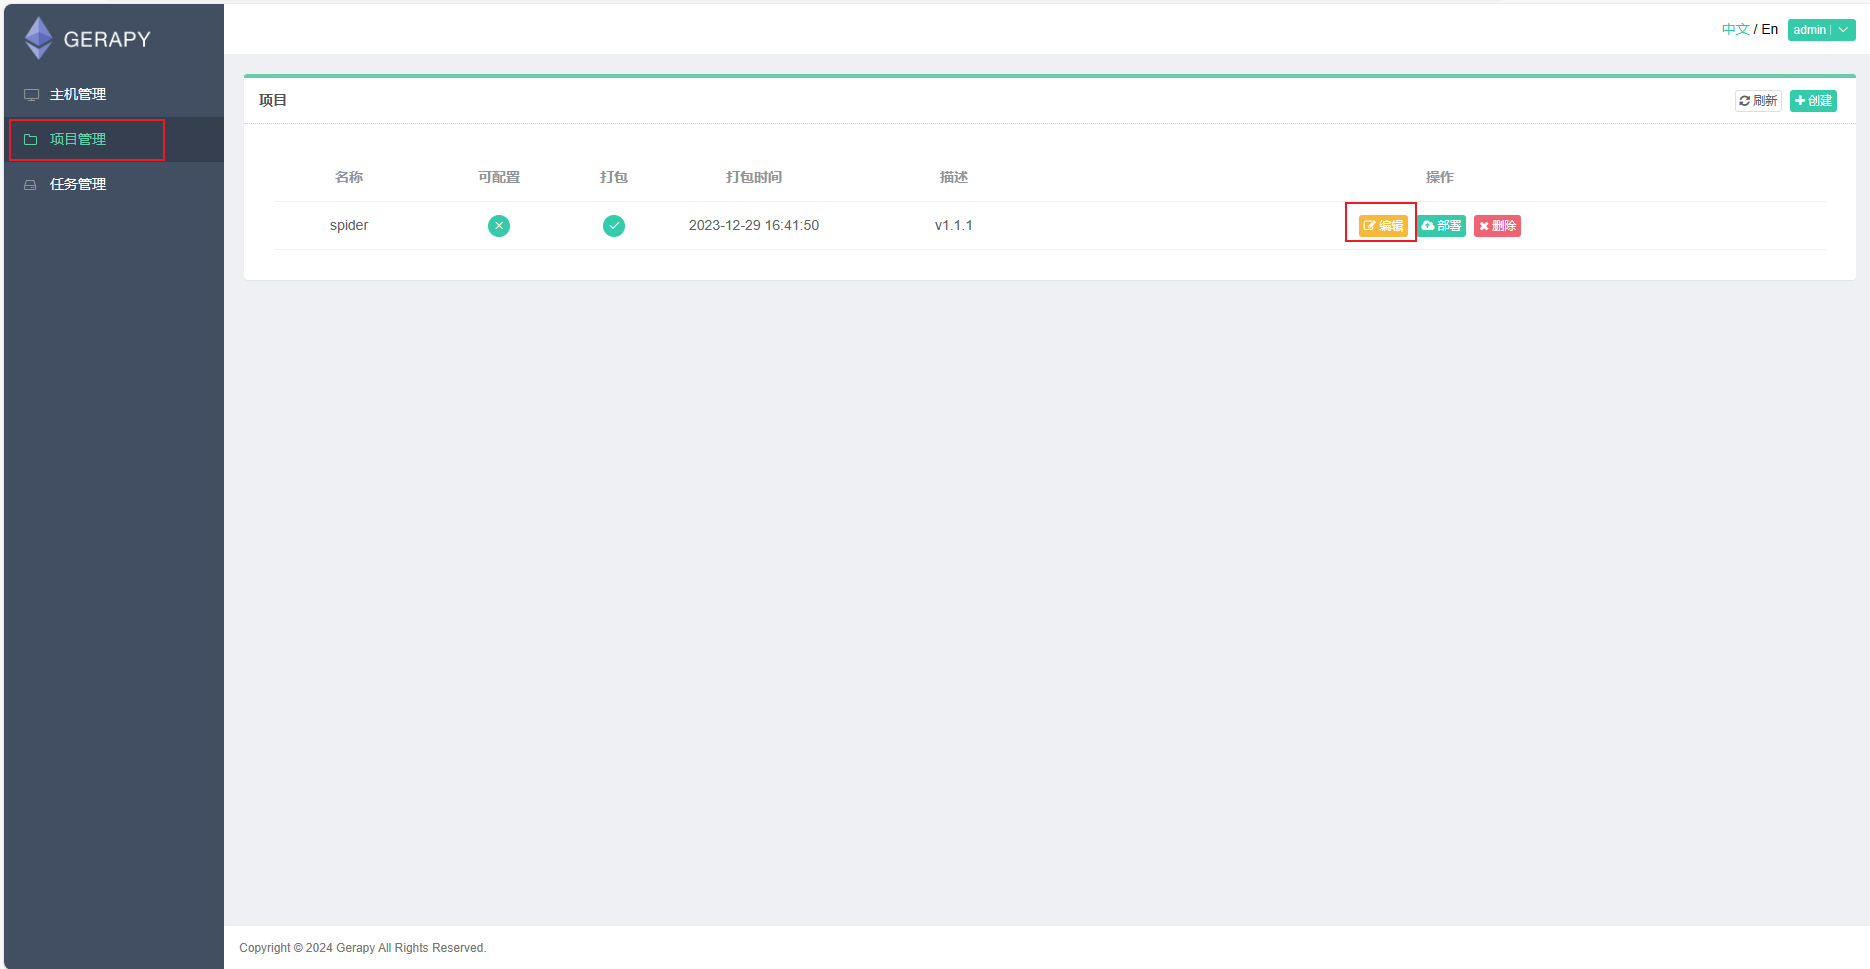 GERAPY
中文 / En admin
主机管理
项目管理
任务管理
项目 刷新 创建
名称 可配置 打包 打包时间 描述 操作
spider 2023-12-29 16:41:50 v1.1.1 编辑 部署 删除
Copyright © 2024 Gerapy All Rights Reserved.